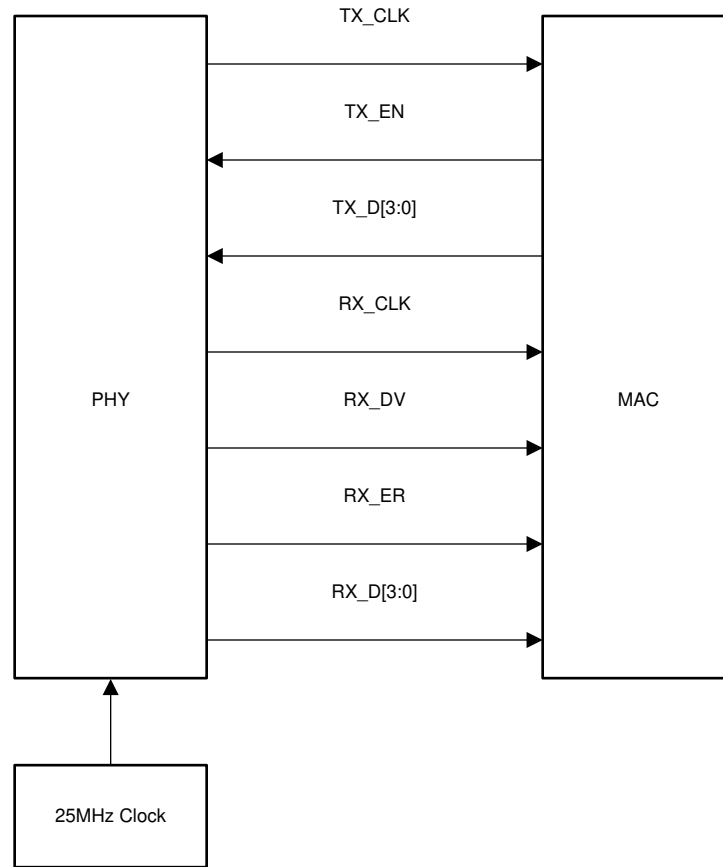 TX_CLK
TX_EN
TX_D[3:0]
RX_CLK
PHY
RX_DV
MAC
RX_ER
RX_D[3:0]
25MHz Clock